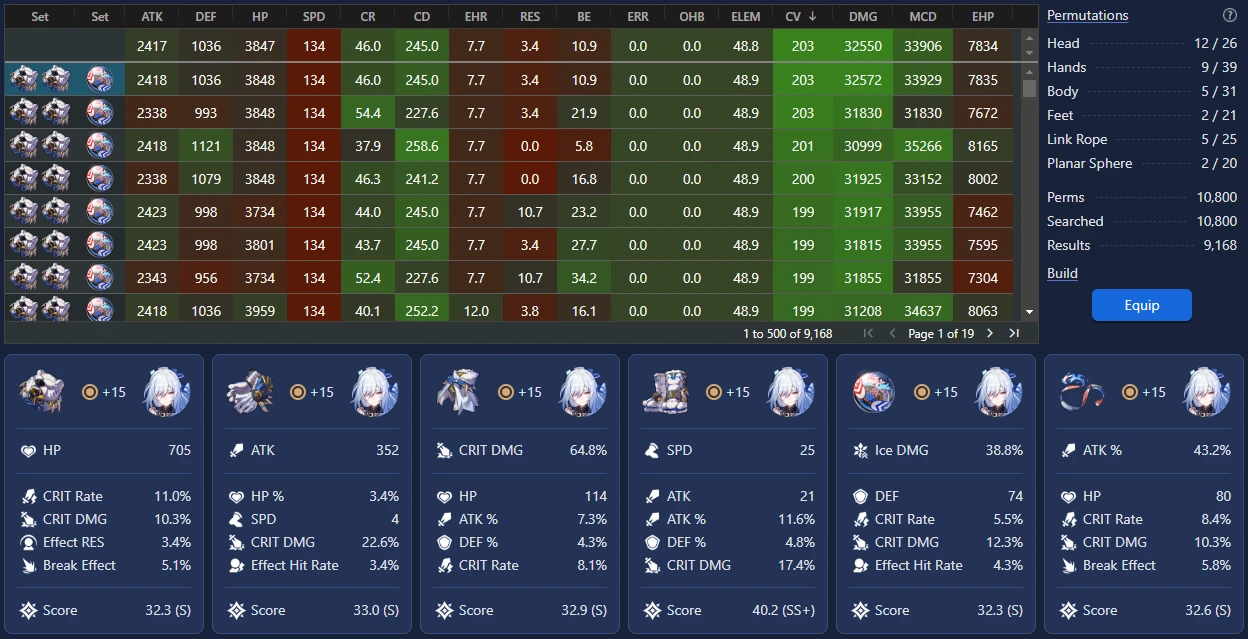 Set Set ATK DEF HP SPD CR CD EHR RES BE ERR OHB ELEM CV ↓ DMG MCD EHP
2417 1036 3847 134 46.0 245.0 7.7 3.4 10.9 0.0 0.0 48.8 203 32550 33906 7834
2418 1036 3848 134 46.0 245.0 7.7 3.4 10.9 0.0 0.0 48.9 203 32572 33929 7835
2338 993 3848 134 54.4 227.6 7.7 3.4 21.9 0.0 0.0 48.9 203 31830 31830 7672
2418 1121 3848 134 37.9 258.6 7.7 0.0 5.8 0.0 0.0 48.9 201 30999 35266 8165
2338 1079 3848 134 46.3 241.2 7.7 0.0 16.8 0.0 0.0 48.9 200 31925 33152 8002
2423 998 3734 134 44.0 245.0 7.7 10.7 23.2 0.0 0.0 48.9 199 31917 33955 7462
2423 998 3801 134 43.7 245.0 7.7 3.4 27.7 0.0 0.0 48.9 199 31815 33955 7595
2343 956 3734 134 52.4 227.6 7.7 10.7 34.2 0.0 0.0 48.9 199 31855 31855 7304
2418 1036 3959 134 40.1 252.2 12.0 3.8 16.1 0.0 0.0 48.9 199 31208 34637 8063
1 to 500 of 9,168 Page 1 of 19
Permutations ?
Head 12 / 26
Hands 9 / 39
Body 5 / 31
Feet 2 / 21
Link Rope 5 / 25
Planar Sphere 2 / 20
Perms 10,800
Searched 10,800
Results 9,168
Build
Equip
+15
HP 705
CRIT Rate 11.0%
CRIT DMG 10.3%
Effect RES 3.4%
Break Effect 5.1%
Score 32.3 (S)
+15
ATK 352
HP % 3.4%
SPD 4
CRIT DMG 22.6%
Effect Hit Rate 3.4%
Score 33.0 (S)
+15
CRIT DMG 64.8%
HP 114
ATK % 7.3%
DEF % 4.3%
CRIT Rate 8.1%
Score 32.9 (S)
+15
SPD 25
ATK 21
ATK % 11.6%
DEF % 4.8%
CRIT DMG 17.4%
Score 40.2 (SS+)
+15
Ice DMG 38.8%
DEF 74
CRIT Rate 5.5%
CRIT DMG 12.3%
Effect Hit Rate 4.3%
Score 32.3 (S)
+15
ATK % 43.2%
HP 80
CRIT Rate 8.4%
CRIT DMG 10.3%
Break Effect 5.8%
Score 32.6 (S)